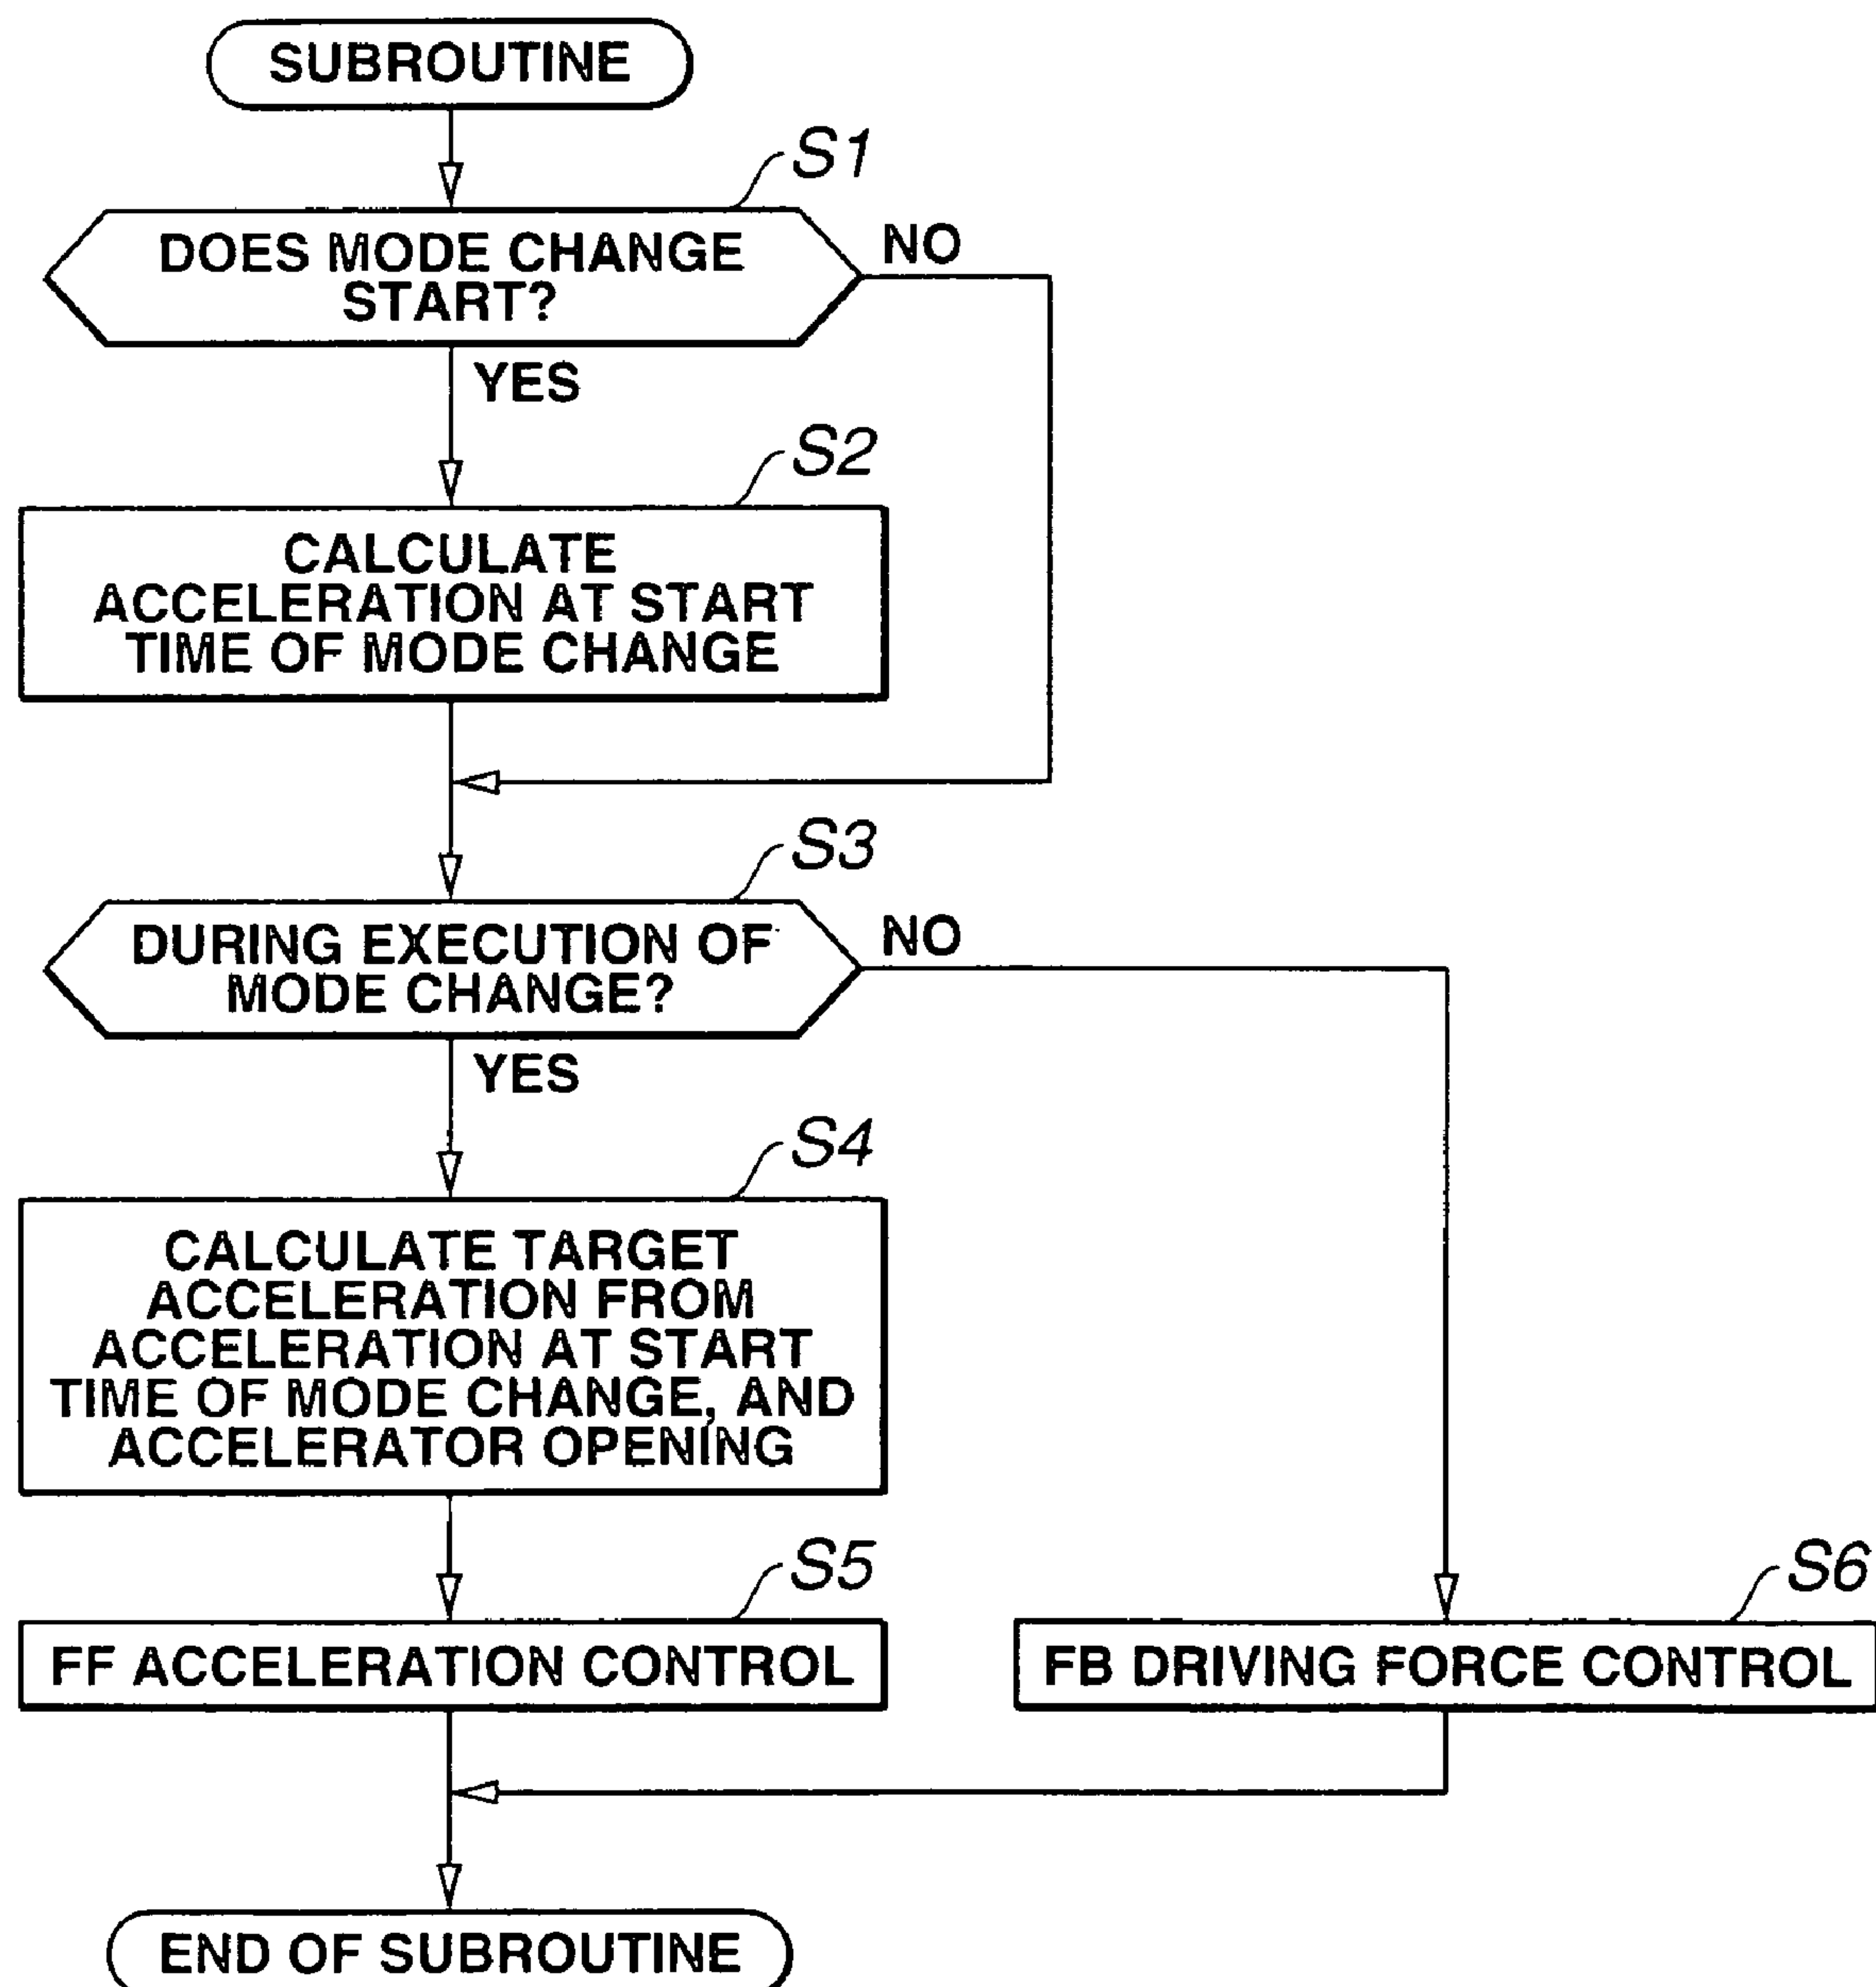 SUBROUTINE
S1
DOES MODE CHANGE
START?
NO
YES
S2
CALCULATE
ACCELERATION AT START
TIME OF MODE CHANGE
S3
DURING EXECUTION OF
MODE CHANGE?
NO
YES
S4
CALCULATE TARGET
ACCELERATION FROM
ACCELERATION AT START
TIME OF MODE CHANGE, AND
ACCELERATOR OPENING
S5
FF ACCELERATION CONTROL
S6
FB DRIVING FORCE CONTROL
END OF SUBROUTINE